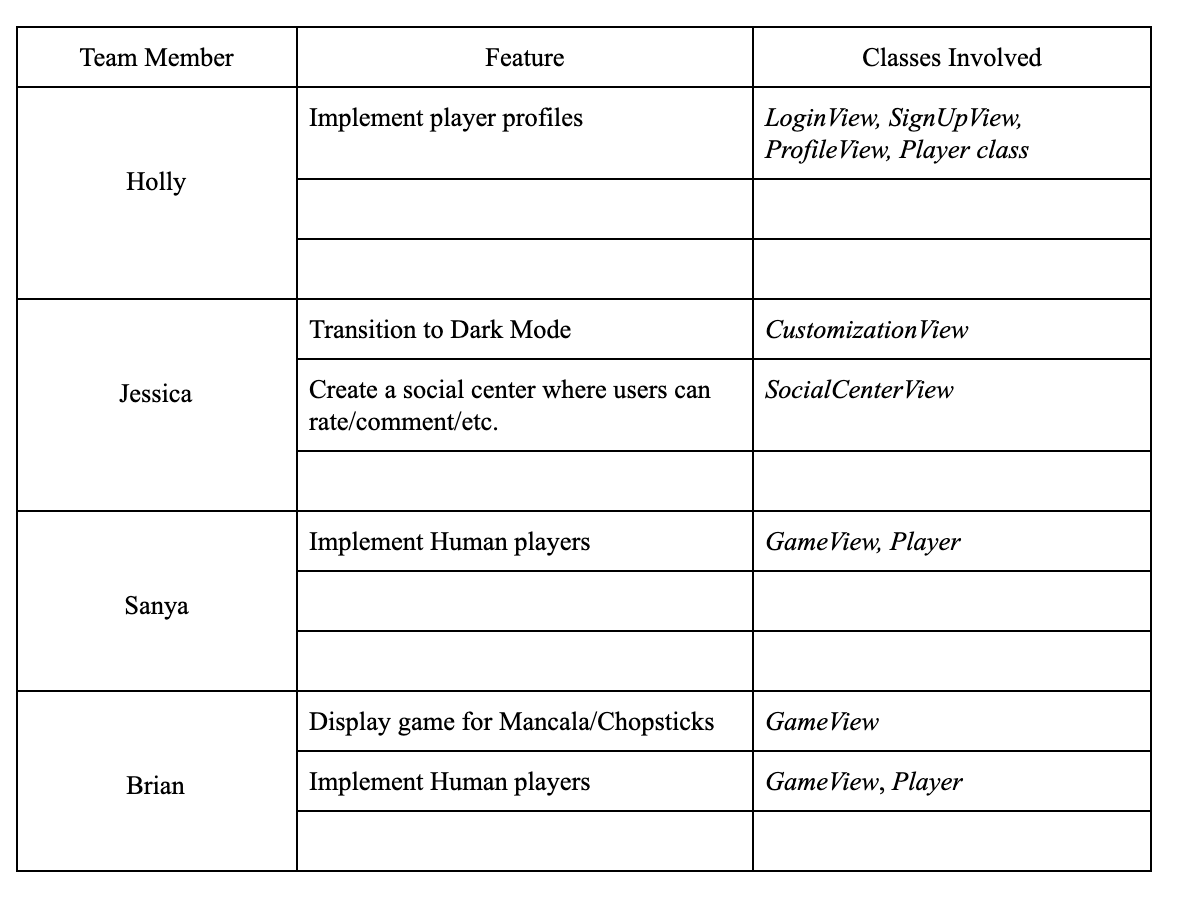 Team Member Feature Classes Involved
Holly
Implement player profiles
LoginView, SignUpView,
ProfileView, Player class
Jessica
Transition to Dark Mode
CustomizationView
Create a social center where users can
rate/comment/etc.
SocialCenterView
Sanya
Implement Human players
GameView, Player
Brian
Display game for Mancala/Chopsticks
GameView
Implement Human players
GameView, Player